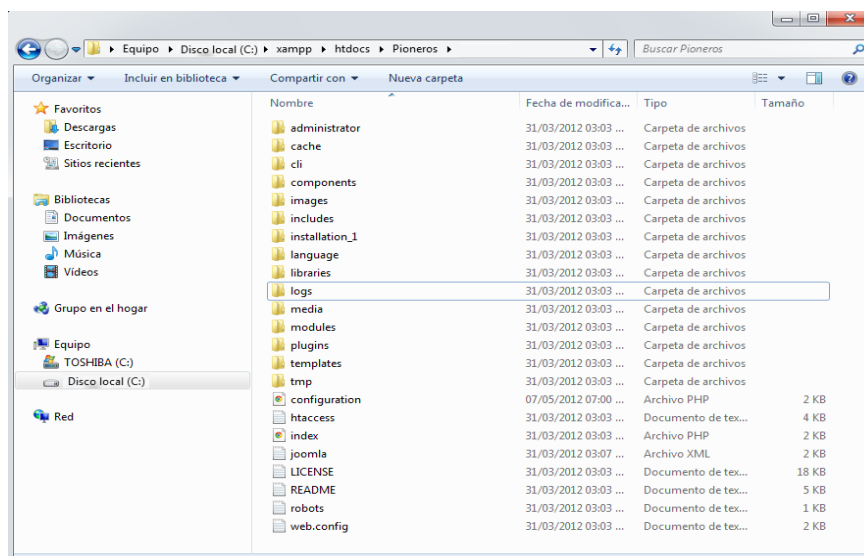 Equipo Disco local (C:) xampp htdocs Pioneros Buscar Pioneros
Organizar Incluir en biblioteca Compartir con Nueva carpeta
Favoritos
Descargas
Escritorio
Sitios recientes
Bibliotecas
Documentos
Imágenes
Música
Vídeos
Grupo en el hogar
Equipo
TOSHIBA (C:)
Disco local (C:)
Red
Nombre Fecha de modifica... Tipo Tamaño
administrator 31/03/2012 03:03 ... Carpeta de archivos
cache 31/03/2012 03:03 ... Carpeta de archivos
cli 31/03/2012 03:03 ... Carpeta de archivos
components 31/03/2012 03:03 ... Carpeta de archivos
images 31/03/2012 03:03 ... Carpeta de archivos
includes 31/03/2012 03:03 ... Carpeta de archivos
installation_1 31/03/2012 03:03 ... Carpeta de archivos
language 31/03/2012 03:03 ... Carpeta de archivos
libraries 31/03/2012 03:03 ... Carpeta de archivos
logs 31/03/2012 03:03 ... Carpeta de archivos
media 31/03/2012 03:03 ... Carpeta de archivos
modules 31/03/2012 03:03 ... Carpeta de archivos
plugins 31/03/2012 03:03 ... Carpeta de archivos
templates 31/03/2012 03:03 ... Carpeta de archivos
tmp 31/03/2012 03:03 ... Carpeta de archivos
configuration 07/05/2012 07:00 ... Archivo PHP 2 KB
htaccess 31/03/2012 03:03 ... Documento de tex... 4 KB
index 31/03/2012 03:03 ... Archivo PHP 2 KB
joomla 31/03/2012 03:07 ... Archivo XML 2 KB
LICENSE 31/03/2012 03:03 ... Documento de tex... 18 KB
README 31/03/2012 03:03 ... Documento de tex... 5 KB
robots 31/03/2012 03:03 ... Documento de tex... 1 KB
web.config 31/03/2012 03:03 ... Documento de tex... 2 KB